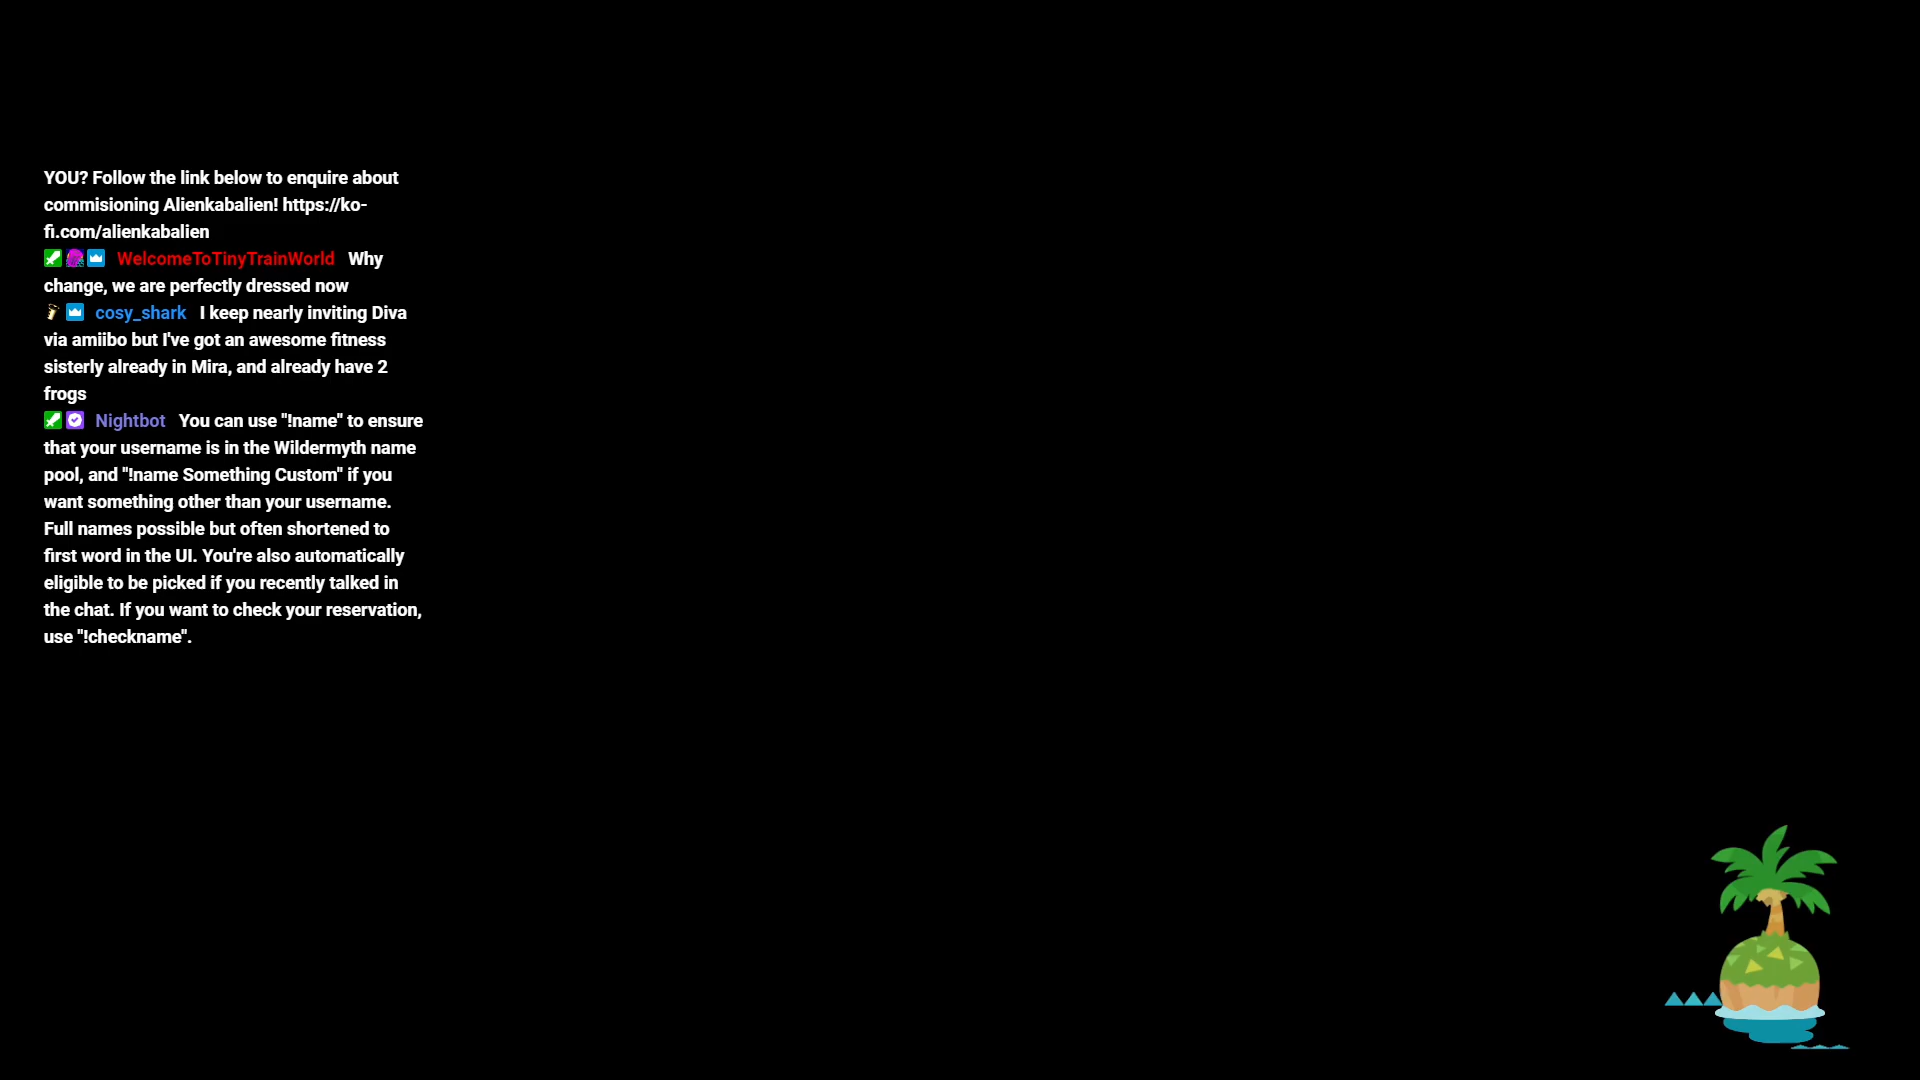 YOU? Follow the link below to enquire about
commisioning Alienkabalien! https://ko-
fi.com/alienkabalien
WelcomeToTinyTrainWorld Why
change, we are perfectly dressed now
cosy_shark I keep nearly inviting Diva
via amiibo but I've got an awesome fitness
sisterly already in Mira, and already have 2
frogs
Nightbot You can use "!name" to ensure
that your username is in the Wildermyth name
pool, and "!name Something Custom" if you
want something other than your username.
Full names possible but often shortened to
first word in the UI. You're also automatically
eligible to be picked if you recently talked in
the chat. If you want to check your reservation,
use "!checkname".